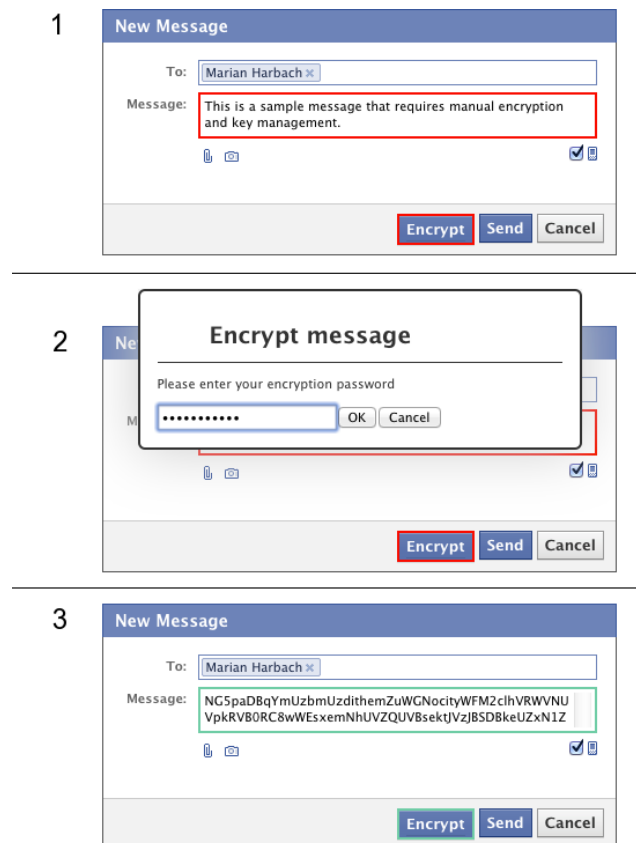 1
New Message
To: Marian Harbach ×
Message: This is a sample message that requires manual encryption
and key management.
Encrypt Send Cancel
2
Encrypt message
Ne
Please enter your encryption password
M
••••••••••• OK Cancel
Encrypt Send Cancel
3
New Message
To: Marian Harbach ×
Message: NG5paDBqYmUzbmUzdithemZuWGNocityWFM2clhVRWVNU
VpkRVB0RC8wWEsxemNhUVZQUVBsektJVzJBSDBkeUZxN1Z
Encrypt Send Cancel